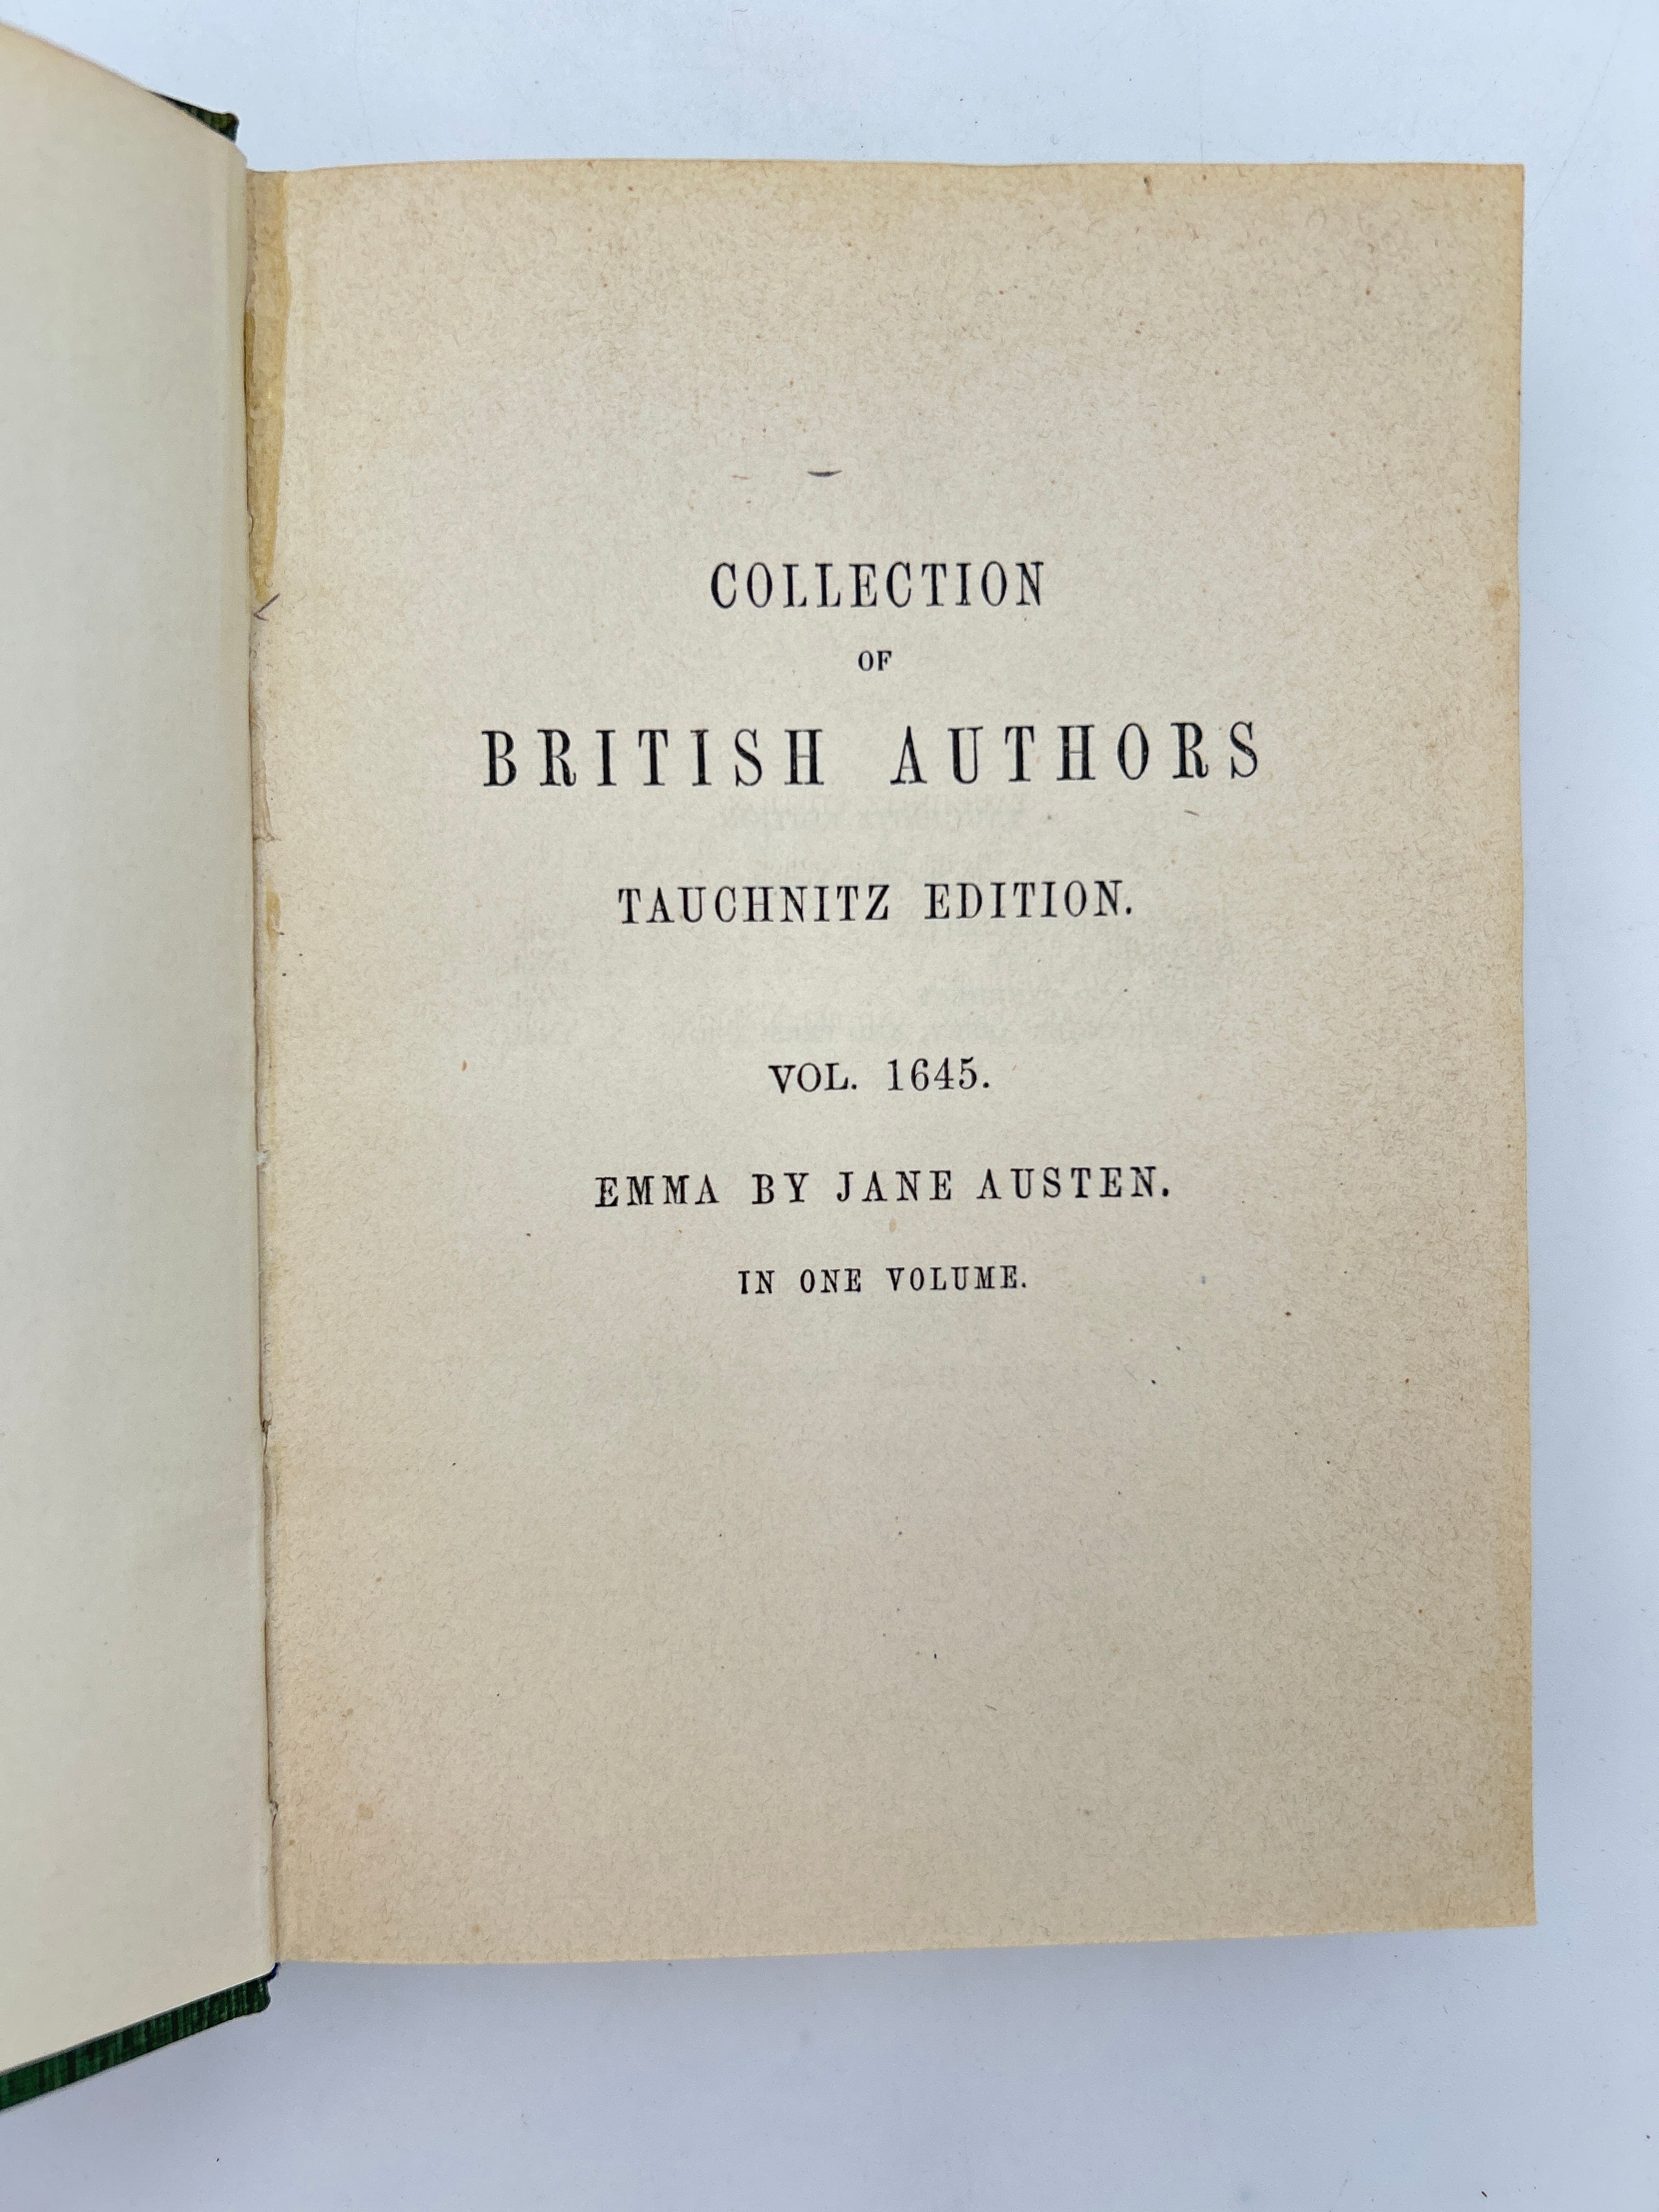 COLLECTION
OF
BRITISH AUTHORS
TAUCHNITZ EDITION.
VOL. 1645.
EMMA BY JANE AUSTEN.
IN ONE VOLUME.